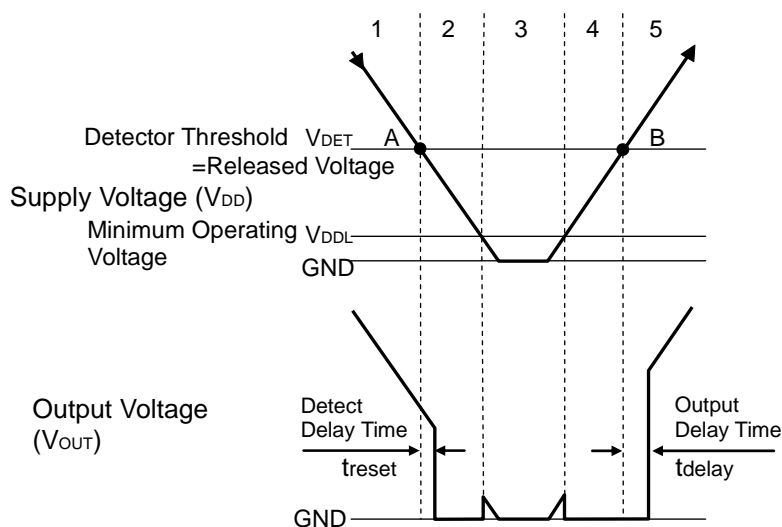 1 2 3 4 5
Detector Threshold VDET A B
=Released Voltage
Supply Voltage (VDD)
Minimum Operating VDDL
Voltage
GND
Output Voltage
(VOUT)
Detect
Delay Time
treset
Output
Delay Time
tdelay
GND